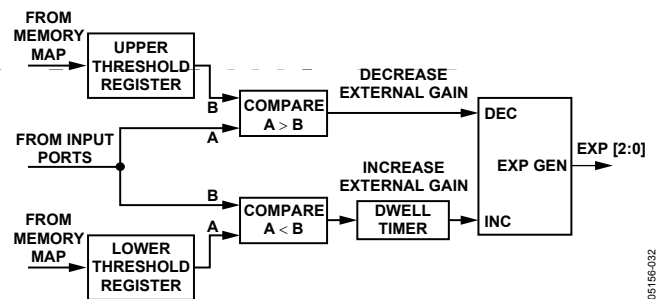 FROM
MEMORY
MAP
UPPER
THRESHOLD
REGISTER
B
COMPARE
A > B
A
DECREASE
EXTERNAL GAIN
DEC
FROM INPUT
PORTS
EXP GEN
EXP [2:0]
B
COMPARE
A < B
A
INCREASE
EXTERNAL GAIN
DWELL
TIMER
INC
FROM
MEMORY
MAP
LOWER
THRESHOLD
REGISTER
05156-032